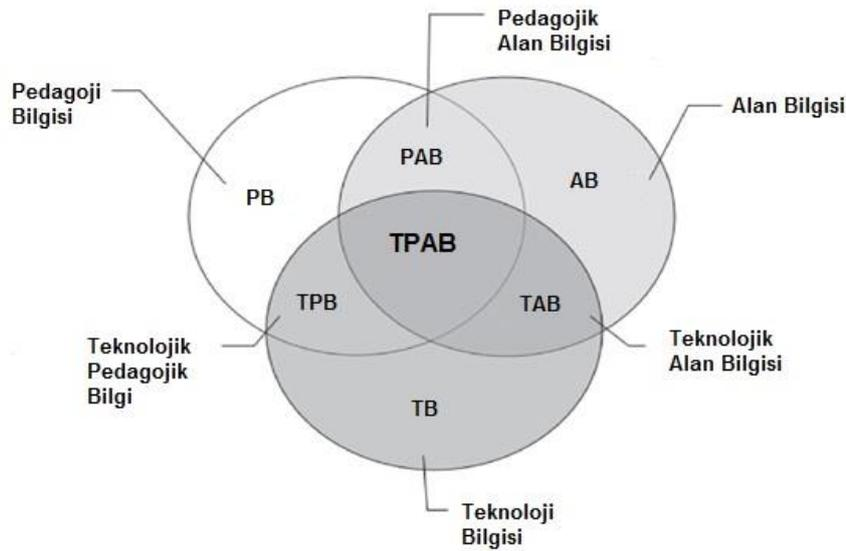 Pedagojik
Alan Bilgisi
Pedagoji
Bilgisi
Alan Bilgisi
PAB
AB
PB
TPAB
TPB
TAB
Teknolojik
Pedagojik
Bilgi
Teknolojik
Alan Bilgisi
TB
Teknoloji
Bilgisi